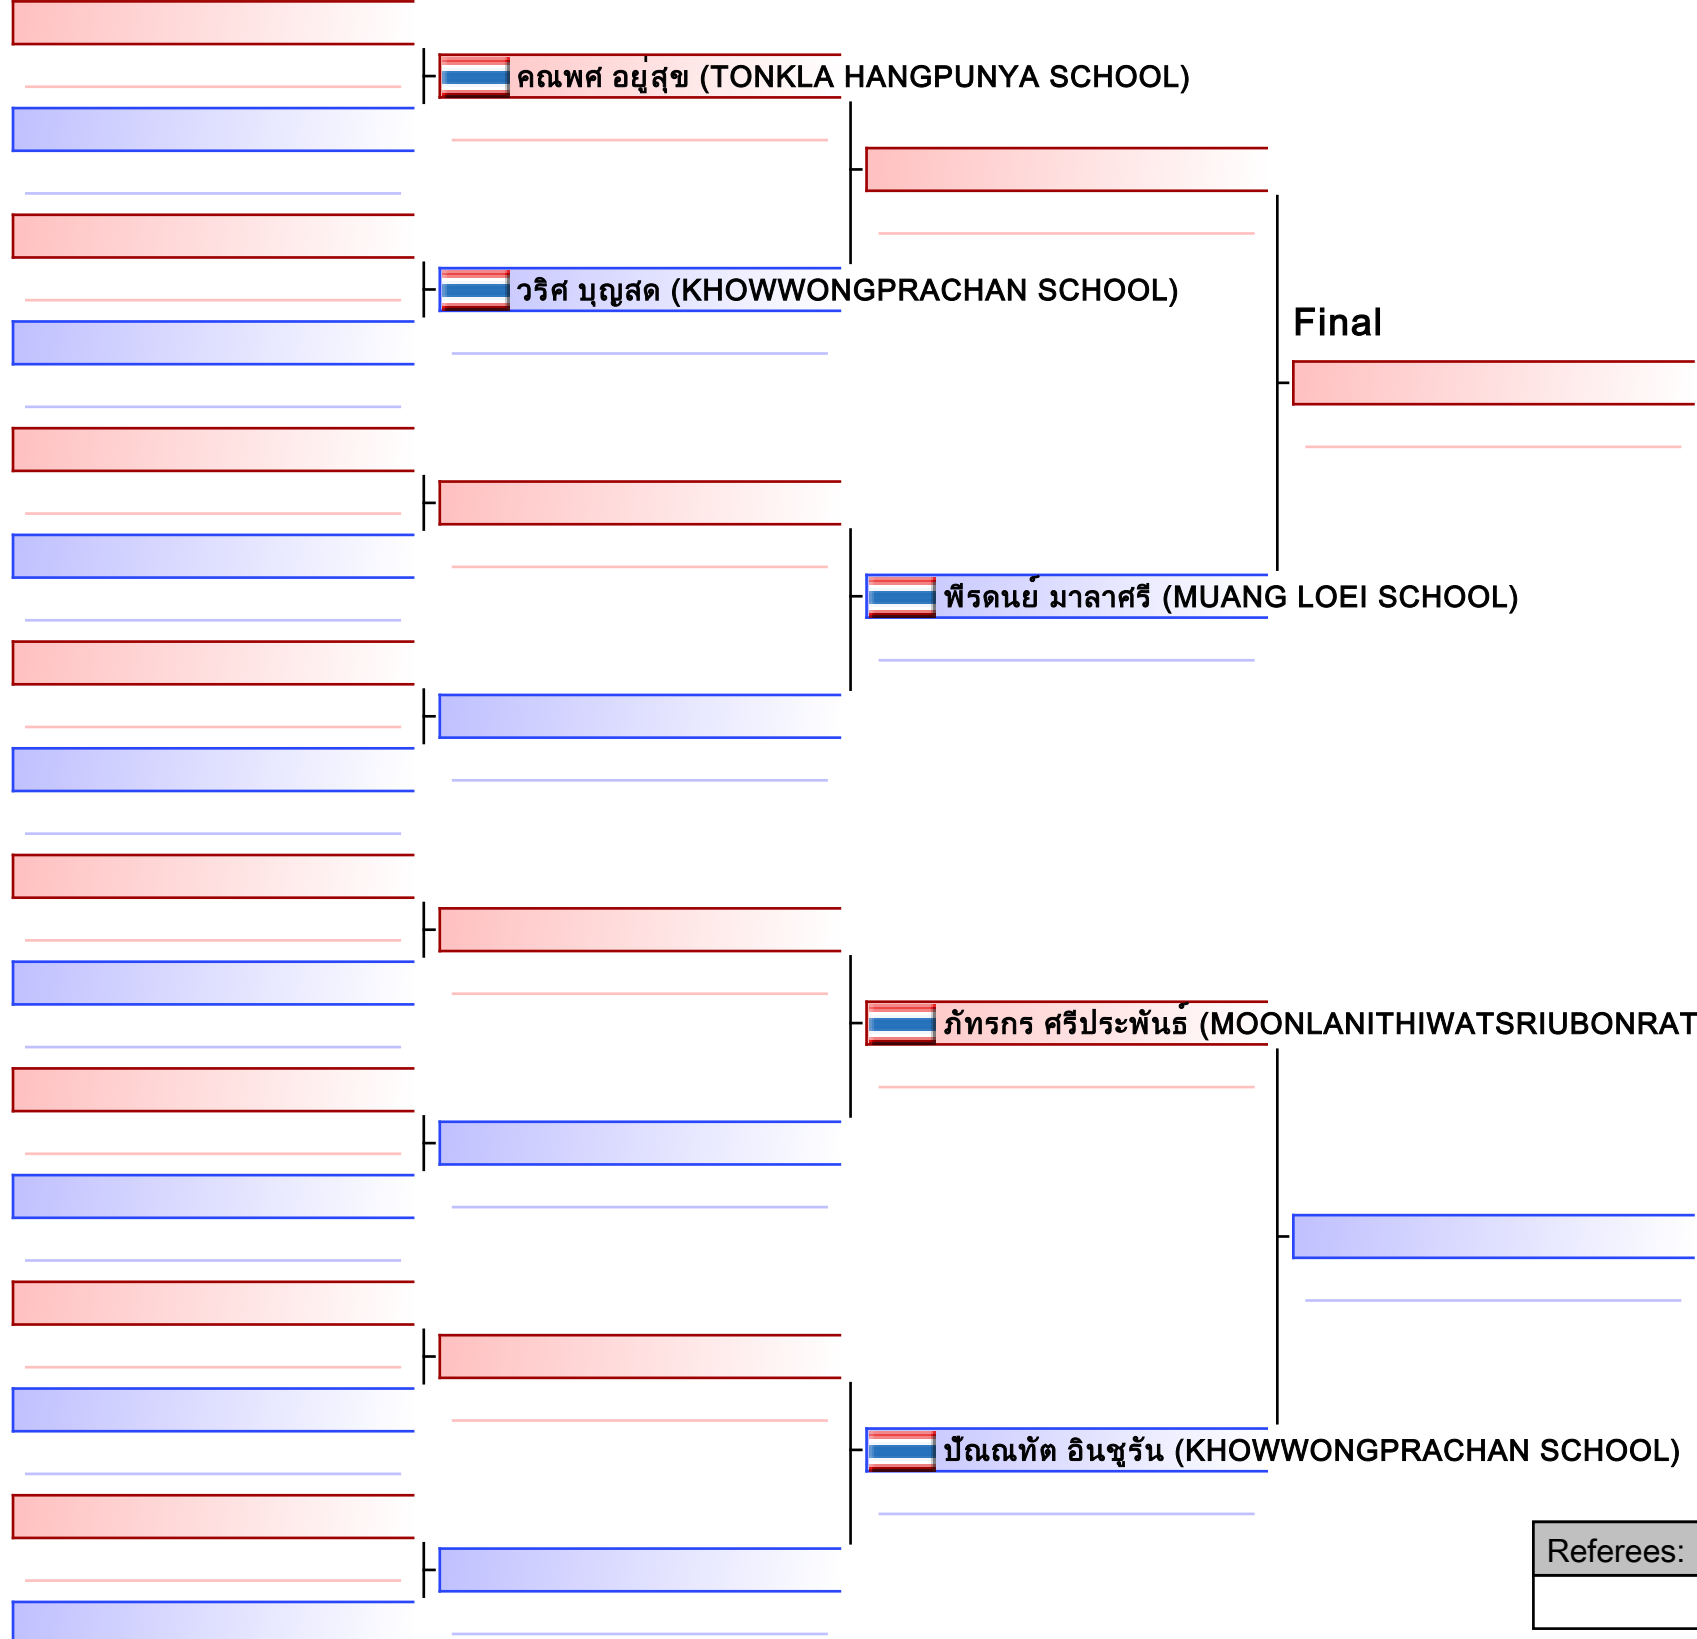 คณพศ อยู่สุข (TONKLA HANGPUNYA SCHOOL)
วริศ บุญสด (KHOWWONGPRACHAN SCHOOL)
Final
พีรดนย์ มาลาศรี (MUANG LOEI SCHOOL)
ภัทรกร ศรีประพันธ์ (MOONLANITHIWATSRIUBONRAT
ปัณณทัต อินชูรัน (KHOWWONGPRACHAN SCHOOL)
Referees: